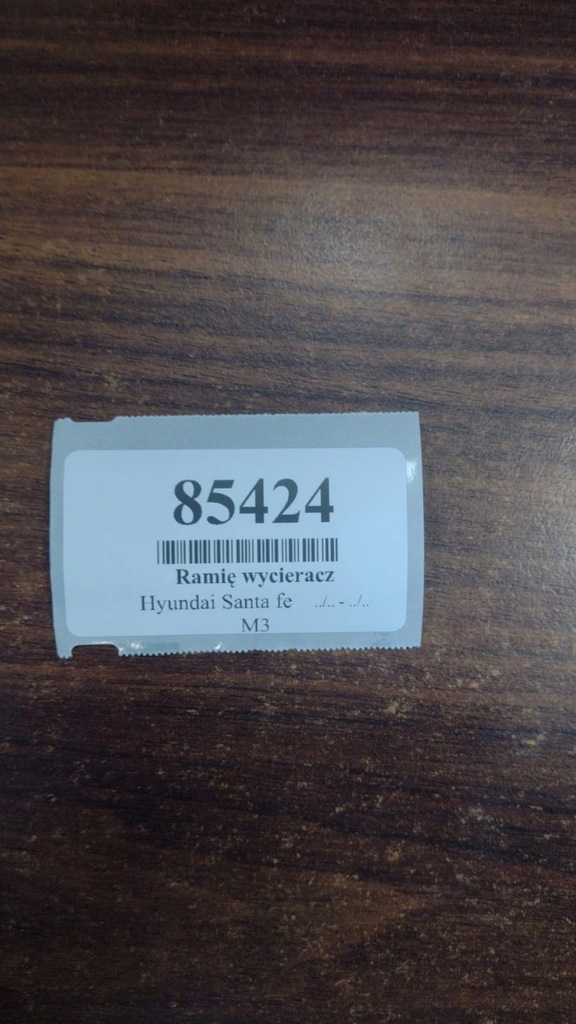 85424
Ramię wycieracz
Hyundai Santa fe ../.. - ../..
M3